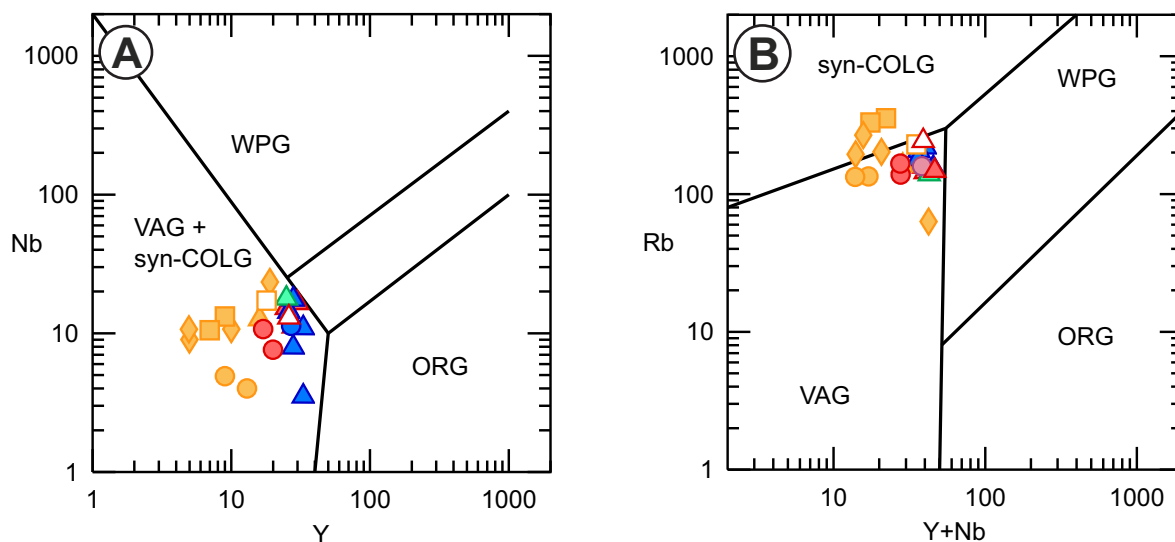 A
1000
100
10
1
Nb
WPG
VAG +
syn-COLG
ORG
1
10
100
1000
Y
B
1000
100
10
1
Rb
syn-COLG
WPG
VAG
ORG
10
100
1000
Y+Nb